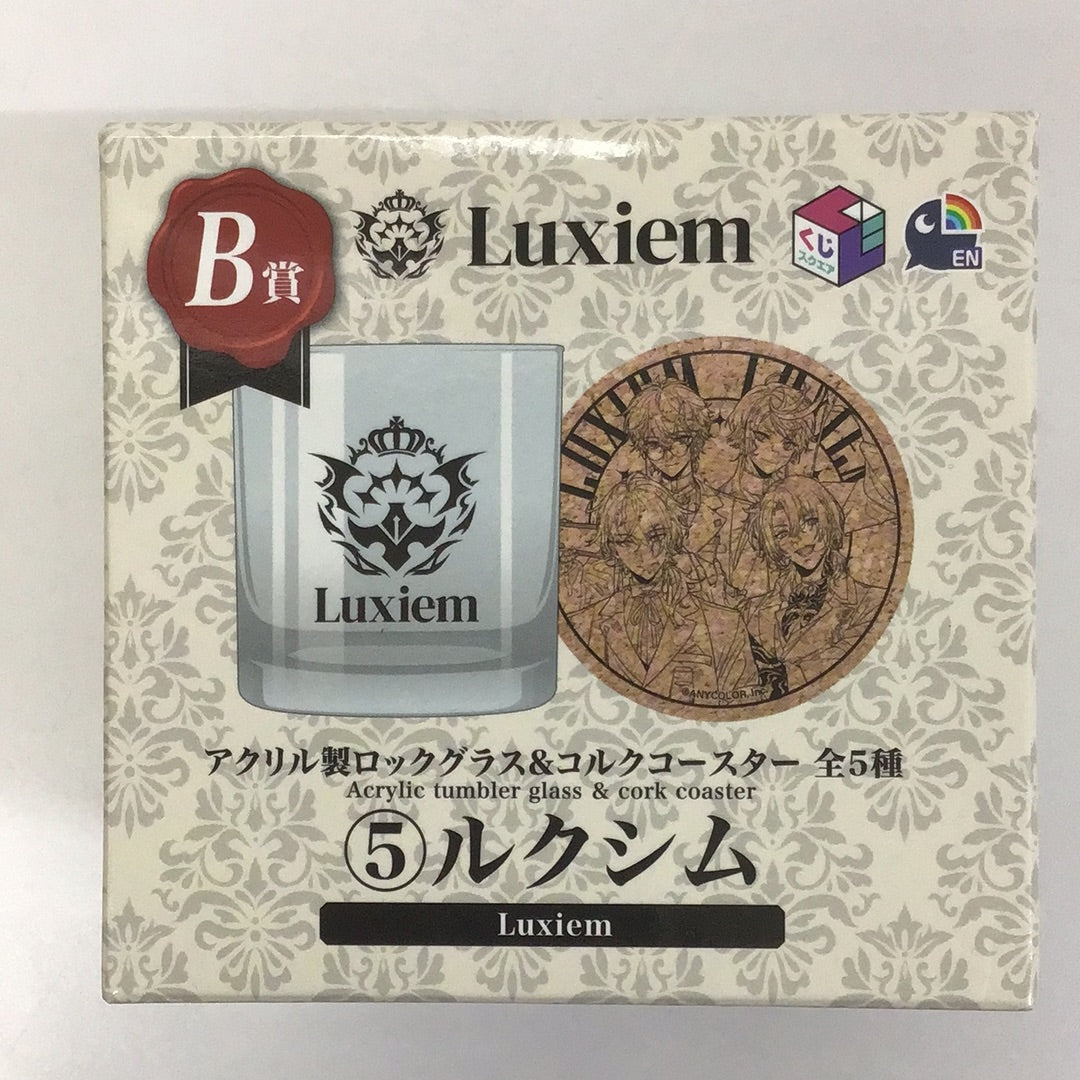 B賞
Luxiem
くじ
スクエア
EN
Luxiem
©ANYCOLOR, Inc.
アクリル製ロックグラス&コルクコースター 全5種
Acrylic tumbler glass & cork coaster
⑤ルクシム
Luxiem